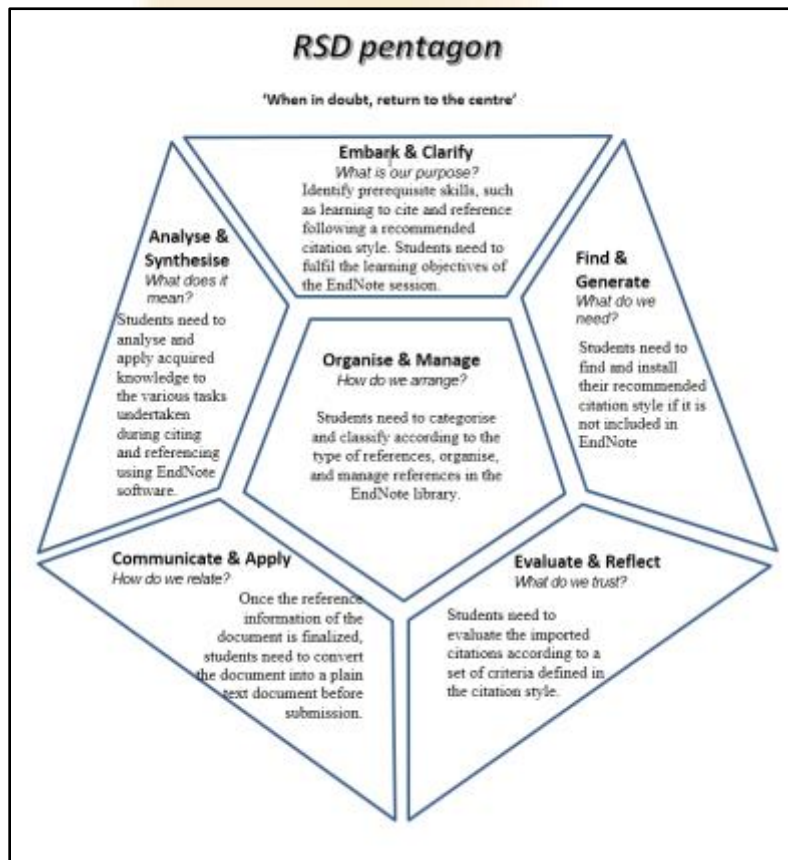 RSD pentagon
'When in doubt, return to the centre'
Embark & Clarify
What is our purpose?
Identify prerequisite skills, such
as learning to cite and reference
following a recommended
citation style. Students need to
fulfil the learning objectives of
the EndNote session.
Find &
Generate
What do we
need?
Students need to
find and install
their recommended
citation style if it is
not included in
EndNote
Analyse &
Synthesise
What does it
mean?
Students need to
analyse and
apply acquired
knowledge to
the various tasks
undertaken
during citing
and referencing
using EndNote
software.
Organise & Manage
How do we arrange?
Students need to categorise
and classify according to the
type of references, organise,
and manage references in the
EndNote library.
Communicate & Apply
How do we relate?
Once the reference
information of the
document is finalized,
students need to convert
the document into a plain
text document before
submission.
Evaluate & Reflect
What do we trust?
Students need to
evaluate the imported
citations according to a
set of criteria defined in
the citation style.